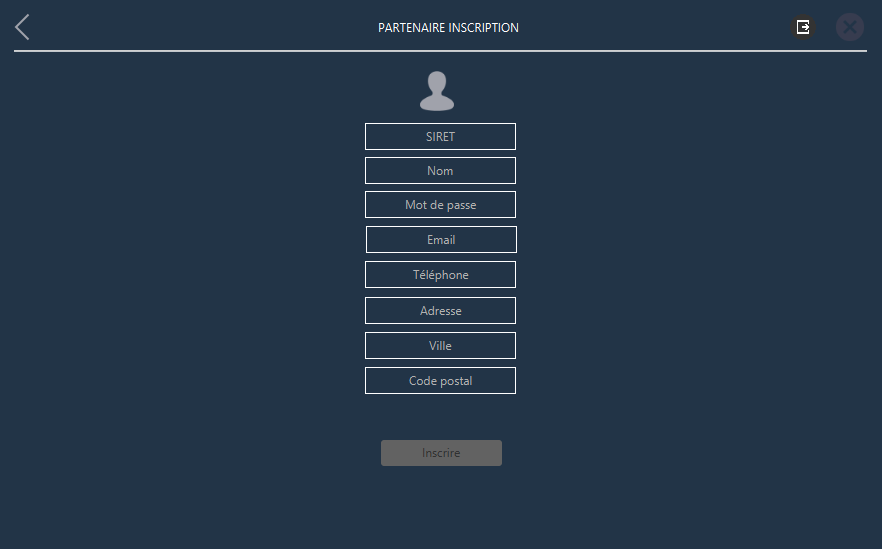 PARTENAIRE INSCRIPTION
SIRET
Nom
Mot de passe
Email
Téléphone
Adresse
Ville
Code postal
Inscrire